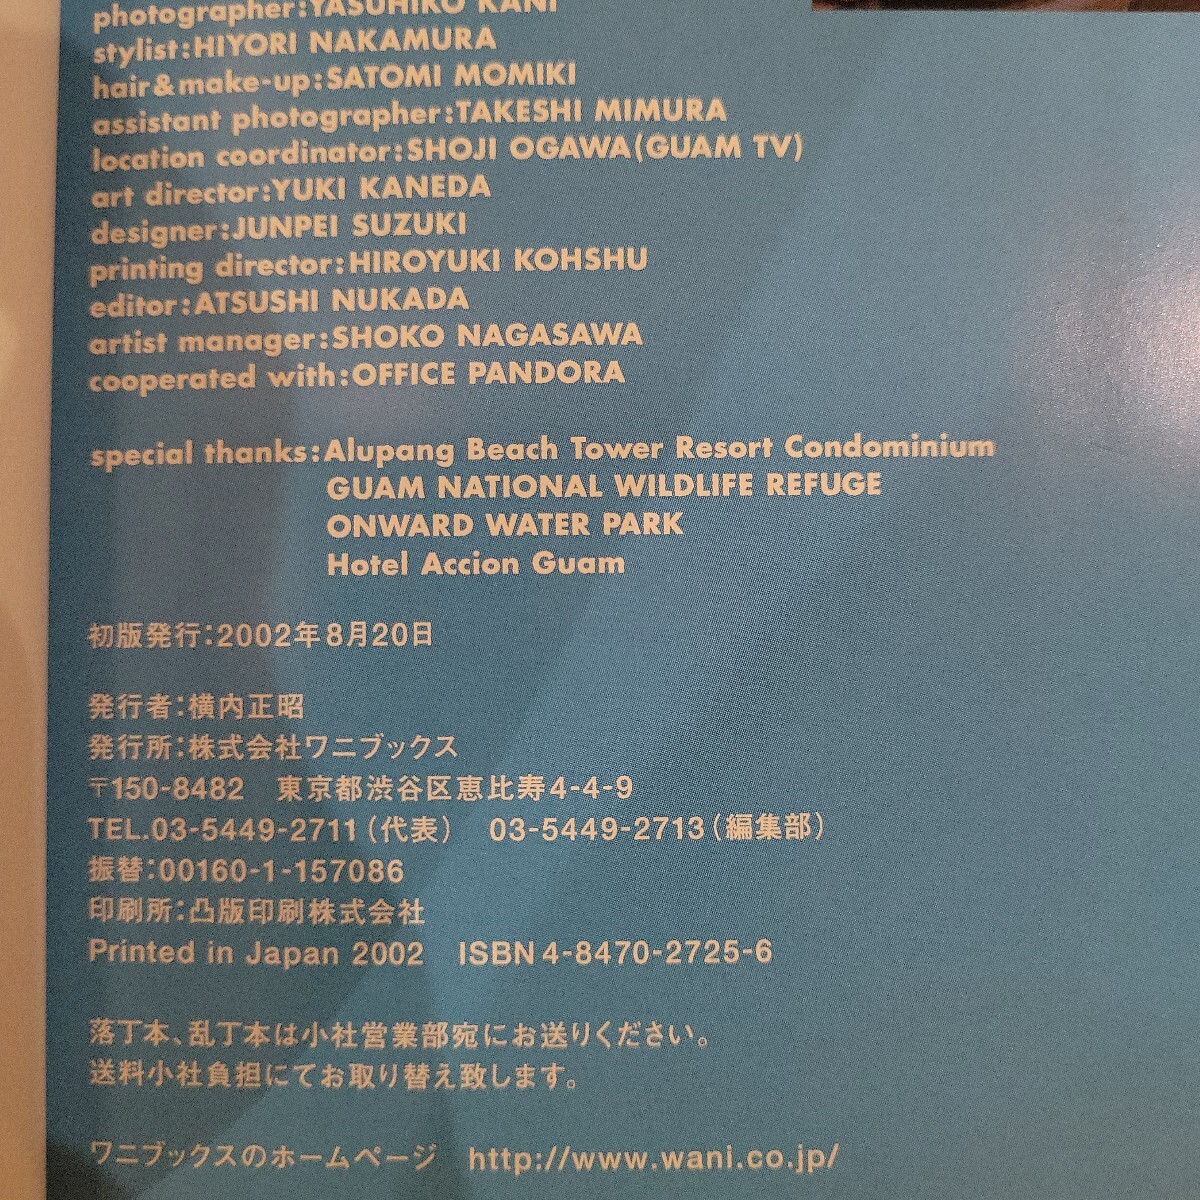 photographer:YASUHIKO KANI
stylist:HIYORI NAKAMURA
hair&make-up:SATOMI MOMIKI
assistant photographer:TAKESHI MIMURA
location coordinator:SHOJI OGAWA(GUAM TV)
art director:YUKI KANEDA
designer:JUNPEI SUZUKI
printing director:HIROYUKI KOHSHU
editor:ATSUSHI NUKADA
artist manager:SHOKO NAGASAWA
cooperated with:OFFICE PANDORA
special thanks:Alupang Beach Tower Resort Condominium
GUAM NATIONAL WILDLIFE REFUGE
ONWARD WATER PARK
Hotel Accion Guam
初版発行:2002年8月20日
発行者:横内正昭
発行所:株式会社ワニブックス
〒150-8482 東京都渋谷区恵比寿4-4-9
TEL.03-5449-2711(代表) 03-5449-2713(編集部)
振替:00160-1-157086
印刷所:凸版印刷株式会社
Printed in Japan 2002 ISBN4-8470-2725-6
落丁本、乱丁本は小社営業部宛にお送りください。
送料小社負担にてお取り替え致します。
ワニブックスのホームページ http://www.wani.co.jp/